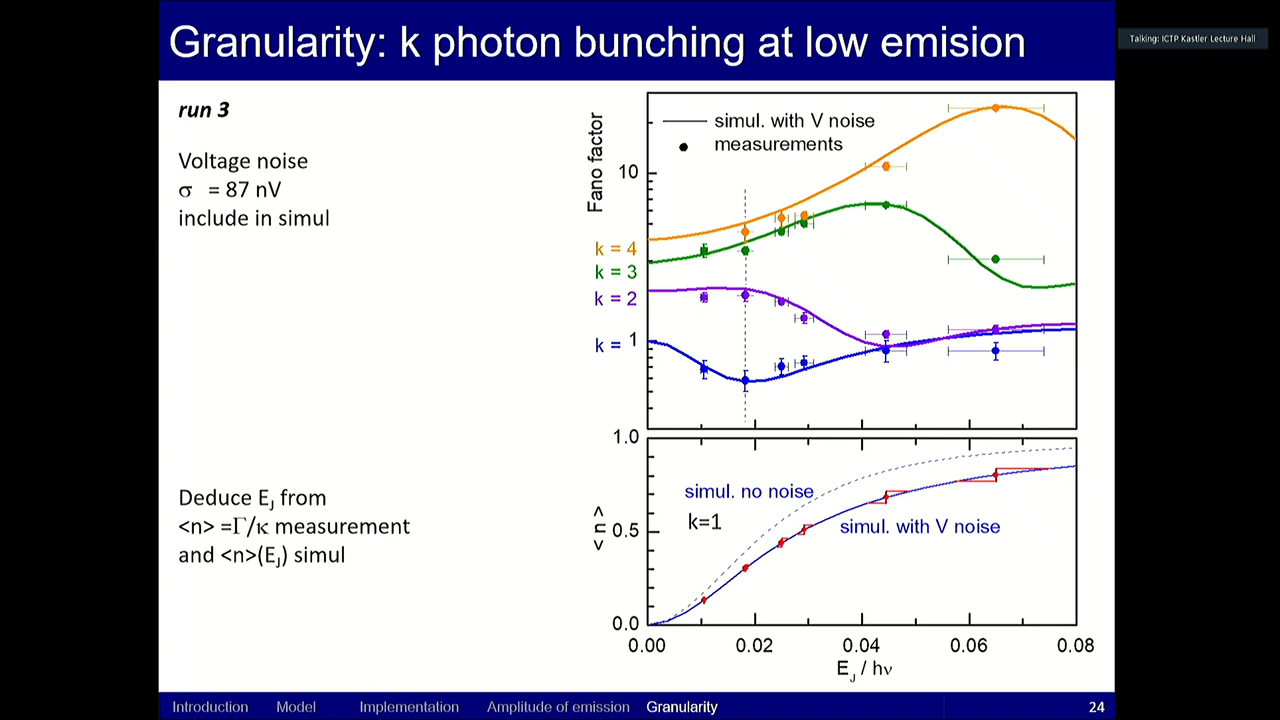 Granularity: k photon bunching at low emision
Talking: ICTP Kastler Lecture Hall
run 3
Voltage noise
σ = 87 nV
include in simul
Deduce EJ from
<n> =Γ/κ measurement
and <n>(EJ) simul
Fano factor
simul. with V noise
measurements
10
k = 4
k = 3
k = 2
k = 1
1
1.0
simul. no noise
k=1
simul. with V noise
0.5
< n >
0.0
0.00 0.02 0.04 0.06 0.08
EJ / hν
Introduction Model Implementation Amplitude of emission Granularity 24